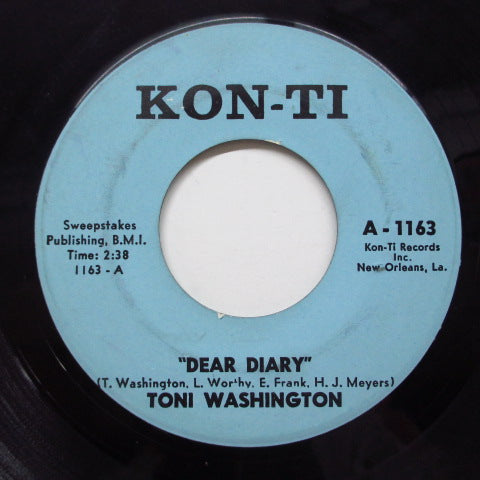 KON-TI
Sweepstakes
Publishing, B.M.I.
Time: 2:38
1163 - A
A - 1163
Kon-Ti Records
Inc.
New Orleans, La.
"DEAR DIARY"
(T. Washington, L. Worthy, E. Frank, H. J. Meyers)
TONI WASHINGTON